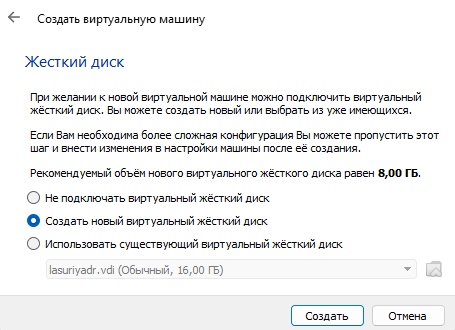 Создать виртуальную машину
Жесткий диск
При желании к новой виртуальной машине можно подключить виртуальный
жёсткий диск. Вы можете создать новый или выбрать из уже имеющихся.
Если Вам необходима более сложная конфигурация Вы можете пропустить этот
шаг и внести изменения в настройки машины после её создания.
Рекомендуемый объём нового виртуального жёсткого диска равен 8,00 ГБ.
Не подключать виртуальный жёсткий диск
Создать новый виртуальный жёсткий диск
Использовать существующий виртуальный жёсткий диск
lasuriyadr.vdi (Обычный, 16,00 ГБ)
Создать
Отмена